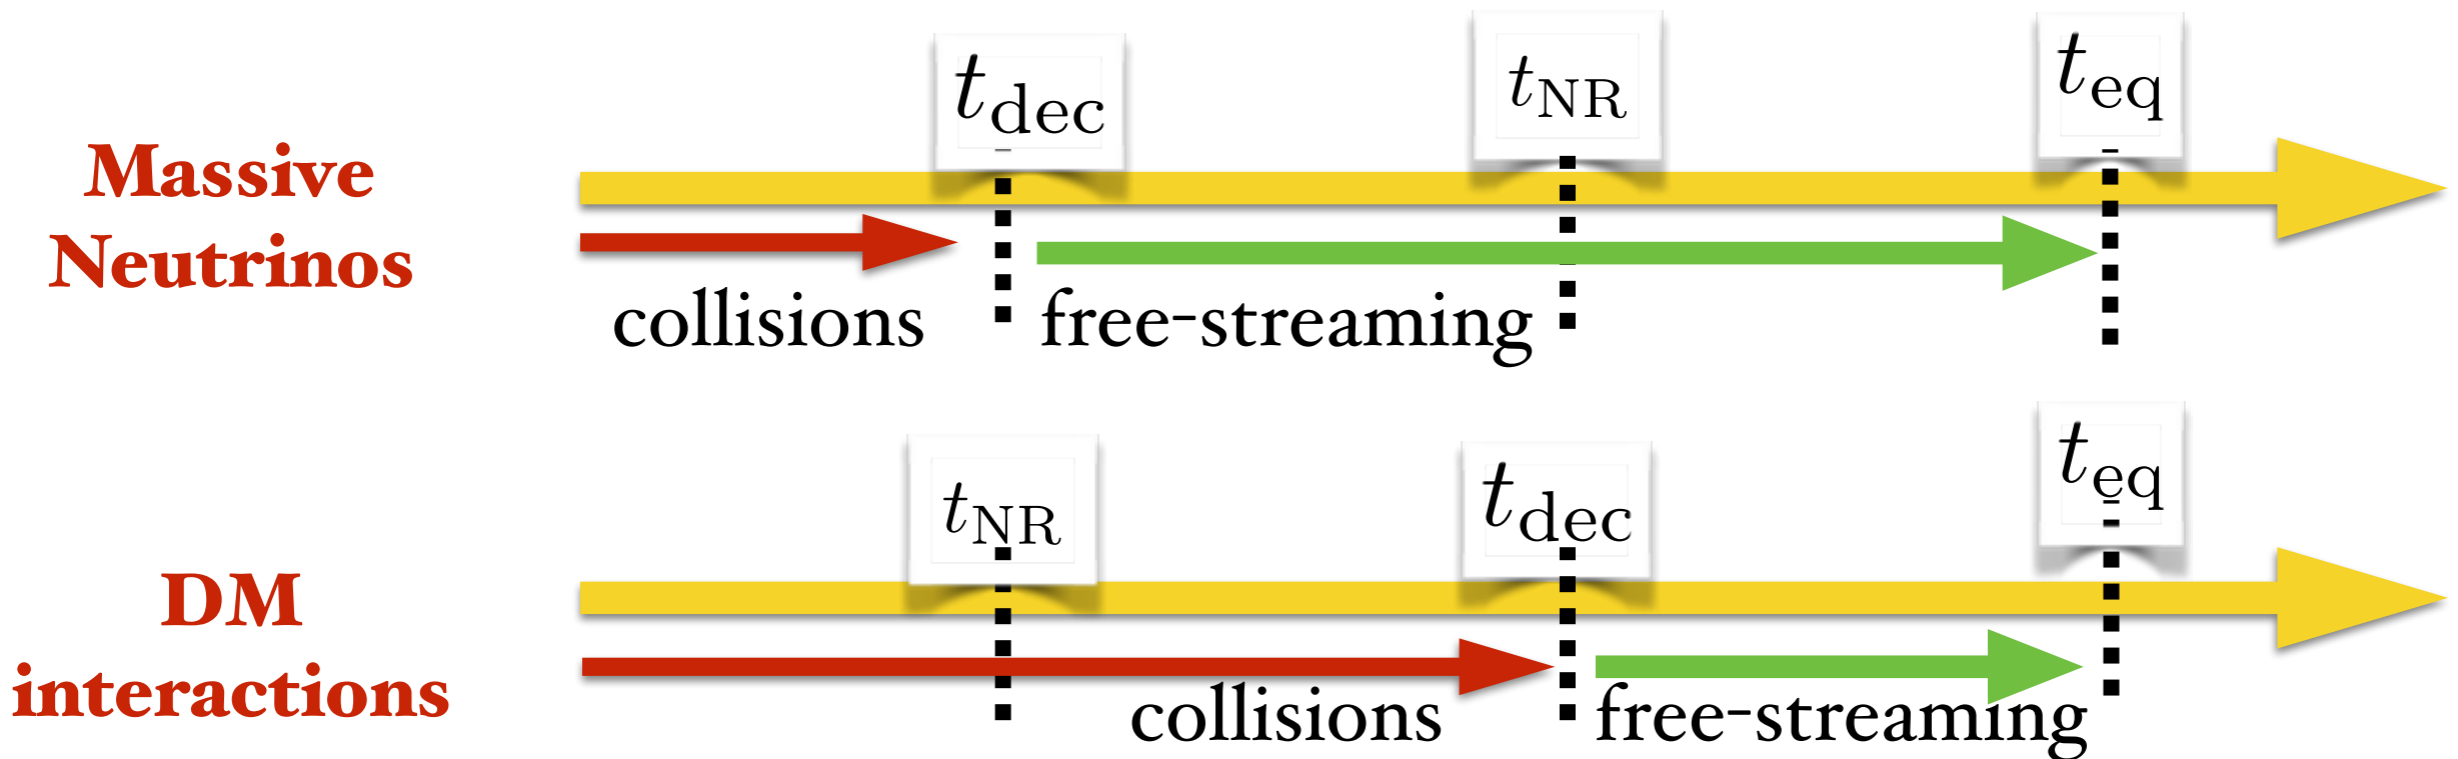 t_dec
t_NR
t_eq
Massive
Neutrinos
collisions
free-streaming
t_NR
t_dec
t_eq
DM
interactions
collisions
free-streaming